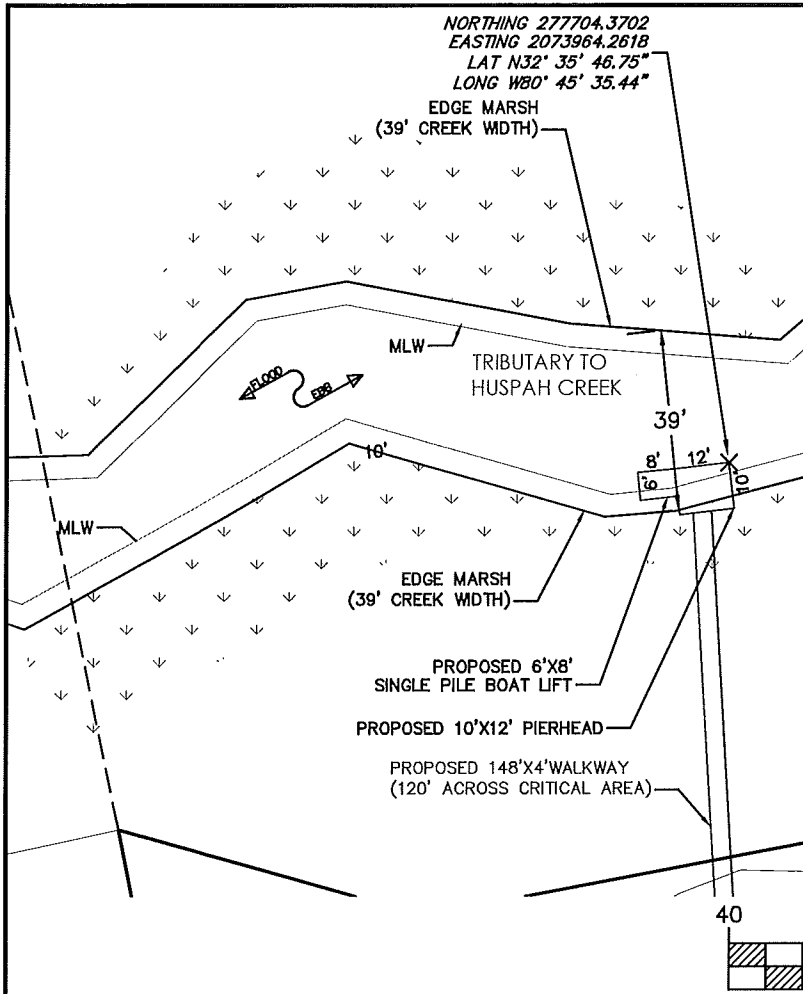 NORTHING 277704.3702
EASTING 2073964.2618
LAT N32° 35' 46.75"
LONG W80° 45' 35.44"
EDGE MARSH
(39' CREEK WIDTH)
MLW
TRIBUTARY TO
HUSPAH CREEK
FLOOD
EBB
39'
8'
12'
10'
6'
10'
MLW
EDGE MARSH
(39' CREEK WIDTH)
PROPOSED 6'X8'
SINGLE PILE BOAT LIFT
PROPOSED 10'X12' PIERHEAD
PROPOSED 148'X4'WALKWAY
(120' ACROSS CRITICAL AREA)
40